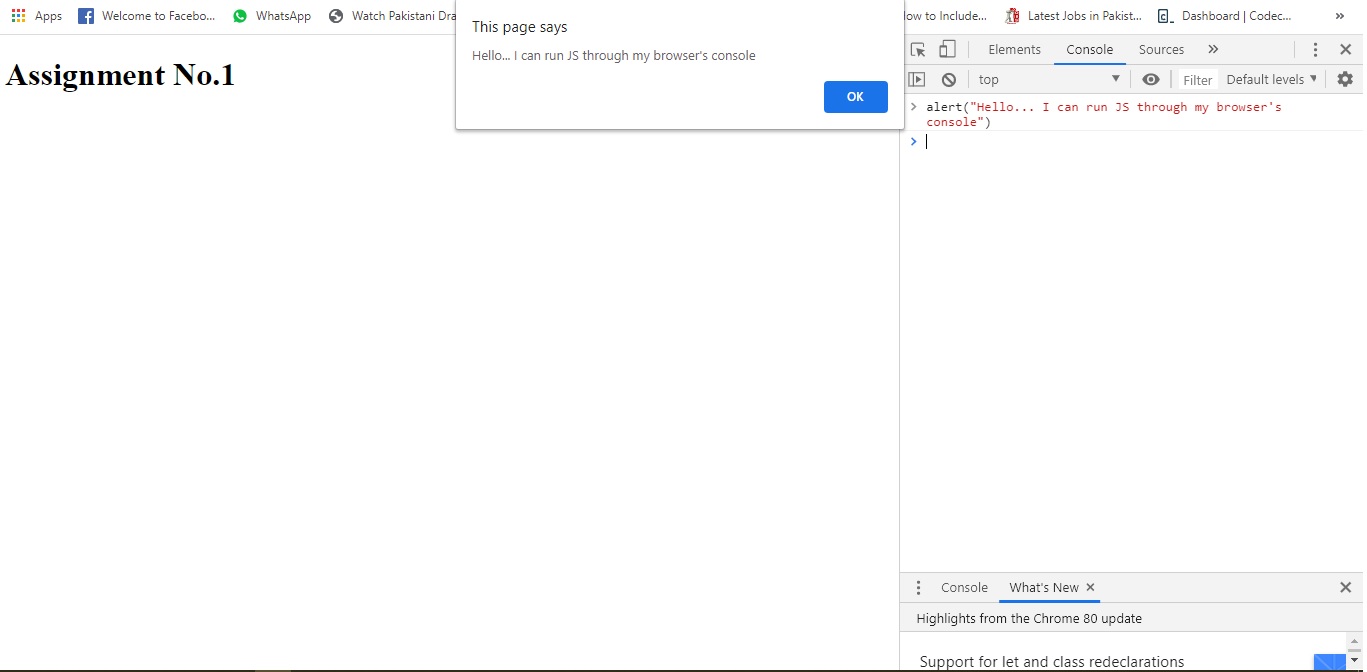 Apps Welcome to Facebo... WhatsApp Watch Pakistani Dra
low to Include... Latest Jobs in Pakist... Dashboard | Codec... »
This page says
Hello... I can run JS through my browser's console
OK
Assignment No.1
Elements Console Sources »
top Filter Default levels
> alert("Hello... I can run JS through my browser's
console")
>
Console What's New
Highlights from the Chrome 80 update
Support for let and class redeclarations